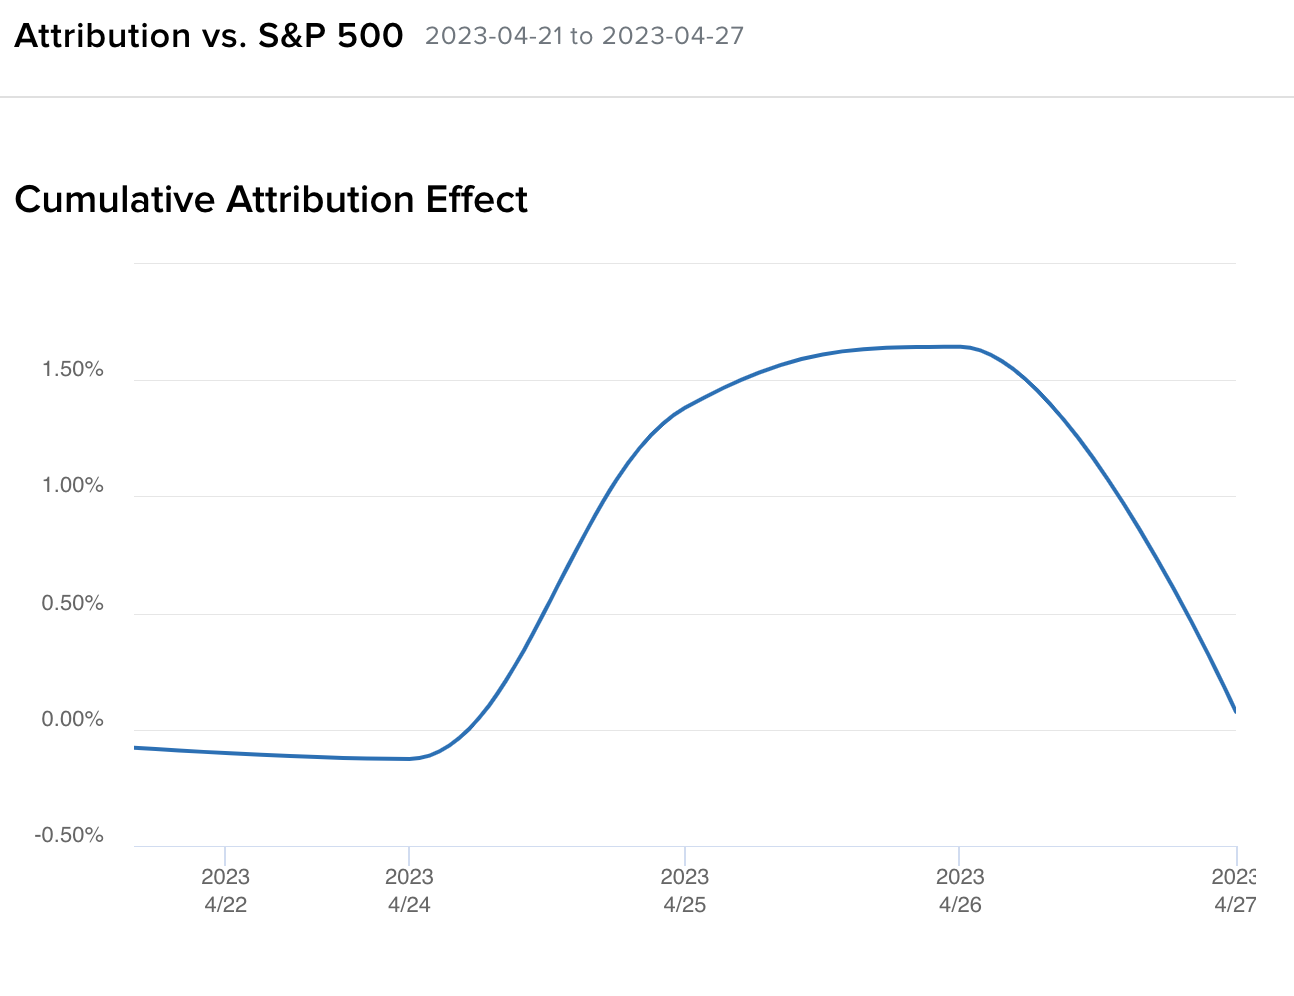 Attribution vs. S&P 500 2023-04-21 to 2023-04-27
Cumulative Attribution Effect
1.50%
1.00%
0.50%
0.00%
-0.50%
2023 2023 2023 2023 2023
4/22 4/24 4/25 4/26 4/27